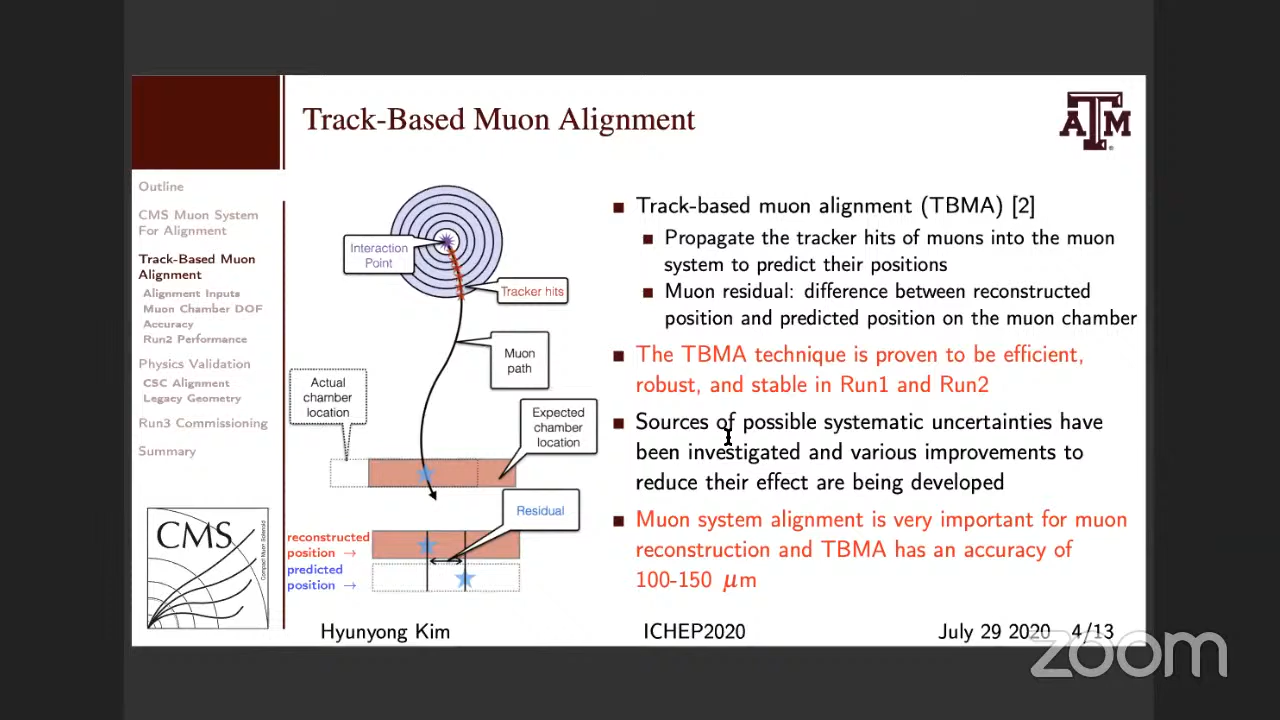 Track-Based Muon Alignment
ATM
Outline
CMS Muon System
For Alignment
Track-Based Muon
Alignment
Alignment Inputs
Muon Chamber DOF
Accuracy
Run2 Performance
Physics Validation
CSC Alignment
Legacy Geometry
Run3 Commissioning
Summary
CMS
Compact Muon Solenoid
Interaction
Point
Tracker hits
Muon
path
Actual
chamber
location
Expected
chamber
location
Residual
reconstructed
position →
predicted
position →
■ Track-based muon alignment (TBMA) [2]
■ Propagate the tracker hits of muons into the muon
system to predict their positions
■ Muon residual: difference between reconstructed
position and predicted position on the muon chamber
■ The TBMA technique is proven to be efficient,
robust, and stable in Run1 and Run2
■ Sources of possible systematic uncertainties have
been investigated and various improvements to
reduce their effect are being developed
■ Muon system alignment is very important for muon
reconstruction and TBMA has an accuracy of
100-150 μm
Hyunyong Kim ICHEP2020 July 29 2020 4/13
zoom